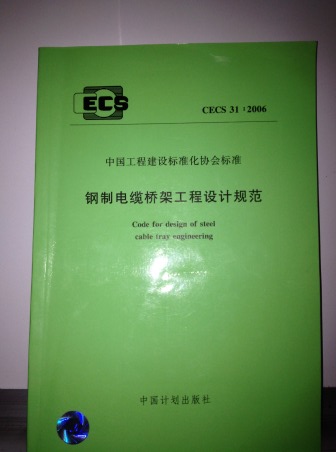 ECS
CECS 31 : 2006
中国工程建设标准化协会标准
钢制电缆桥架工程设计规范
Code for design of steel
cable tray engineering
中国计划出版社